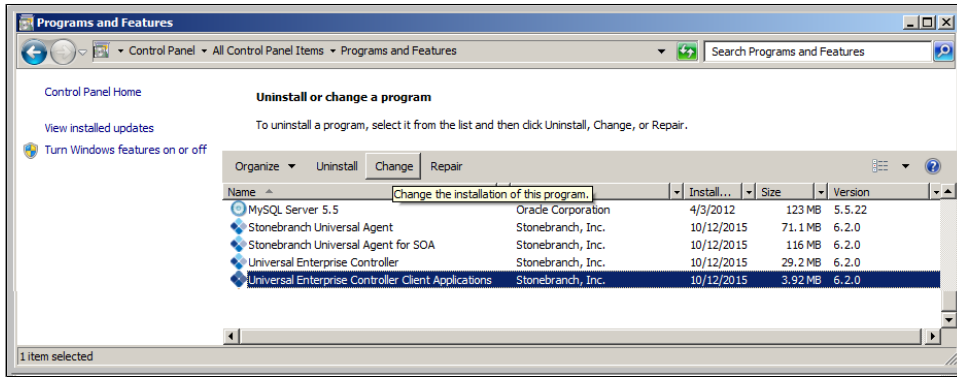 Programs and Features
Control Panel All Control Panel Items Programs and Features
Search Programs and Features
Control Panel Home
View installed updates
Turn Windows features on or off
Uninstall or change a program
To uninstall a program, select it from the list and then click Uninstall, Change, or Repair.
Organize Uninstall Change Repair
Name Install... Size Version
Change the installation of this program.
MySQL Server 5.5 Oracle Corporation 4/3/2012 123 MB 5.5.22
Stonebranch Universal Agent Stonebranch, Inc. 10/12/2015 71.1 MB 6.2.0
Stonebranch Universal Agent for SOA Stonebranch, Inc. 10/12/2015 116 MB 6.2.0
Universal Enterprise Controller Stonebranch, Inc. 10/12/2015 29.2 MB 6.2.0
Universal Enterprise Controller Client Applications Stonebranch, Inc. 10/12/2015 3.92 MB 6.2.0
1 item selected